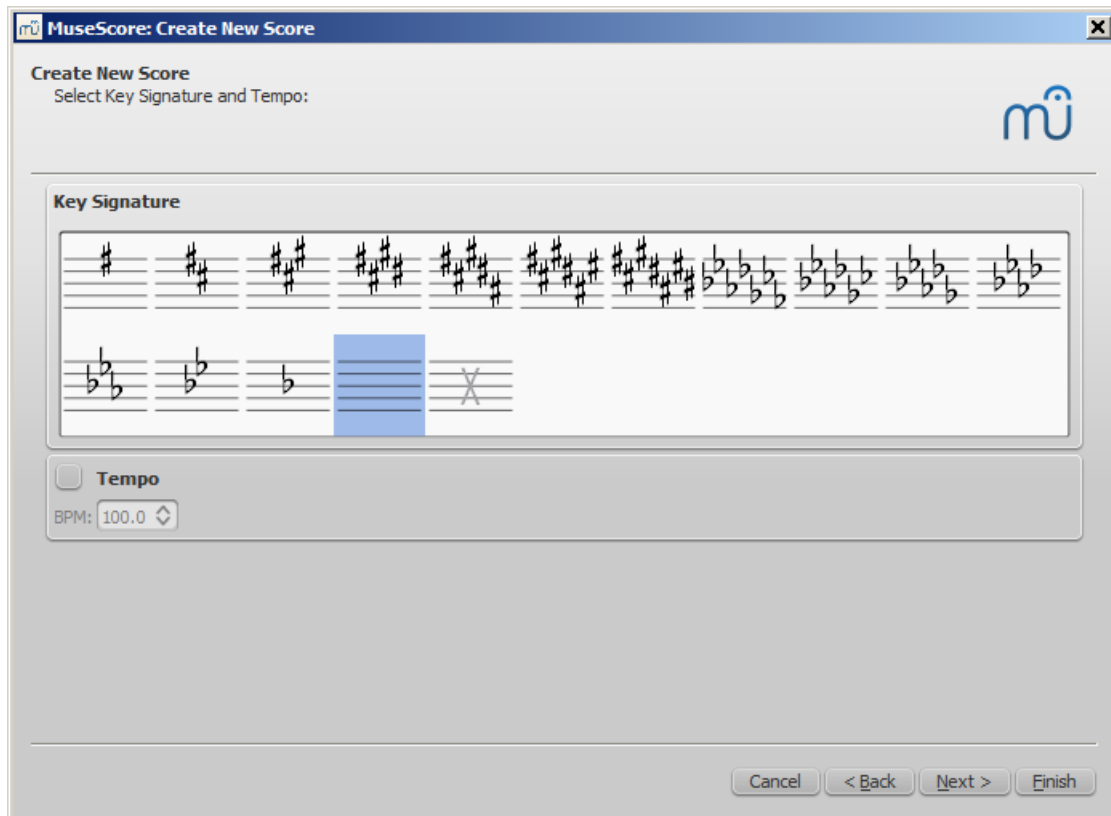 MuseScore: Create New Score
Create New Score
Select Key Signature and Tempo:
Key Signature
Tempo
BPM: 100.0
Cancel < Back Next > Finish